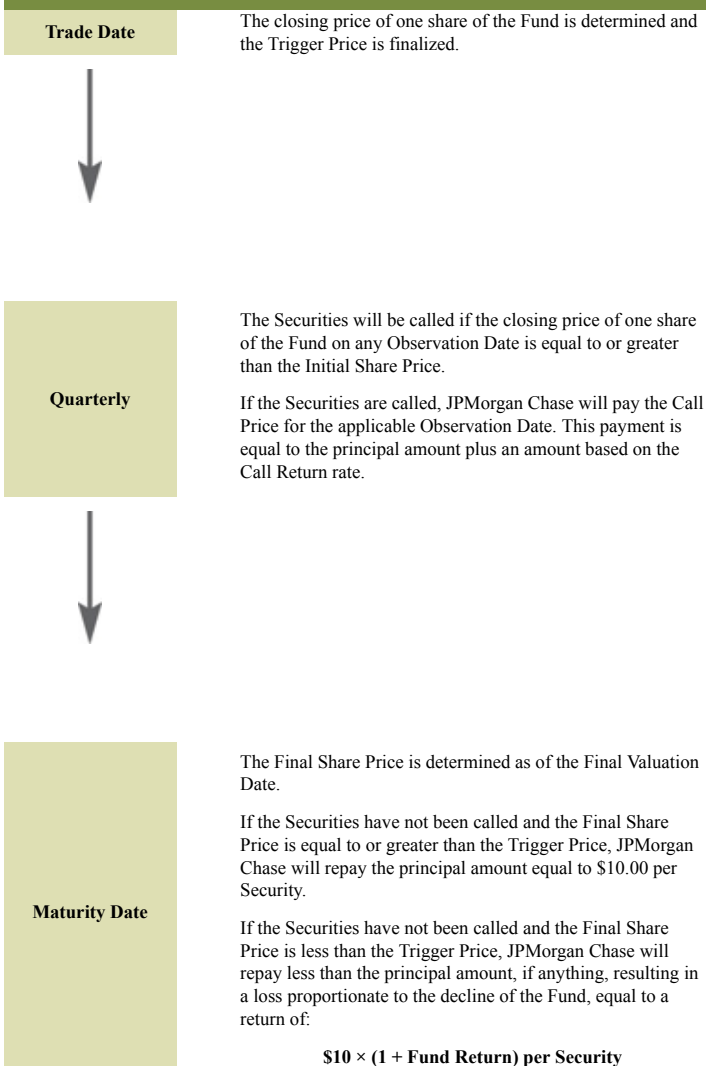 Trade Date
The closing price of one share of the Fund is determined and
the Trigger Price is finalized.
Quarterly
The Securities will be called if the closing price of one share
of the Fund on any Observation Date is equal to or greater
than the Initial Share Price.
If the Securities are called, JPMorgan Chase will pay the Call
Price for the applicable Observation Date. This payment is
equal to the principal amount plus an amount based on the
Call Return rate.
Maturity Date
The Final Share Price is determined as of the Final Valuation
Date.
If the Securities have not been called and the Final Share
Price is equal to or greater than the Trigger Price, JPMorgan
Chase will repay the principal amount equal to $10.00 per
Security.
If the Securities have not been called and the Final Share
Price is less than the Trigger Price, JPMorgan Chase will
repay less than the principal amount, if anything, resulting in
a loss proportionate to the decline of the Fund, equal to a
return of:
$10 × (1 + Fund Return) per Security